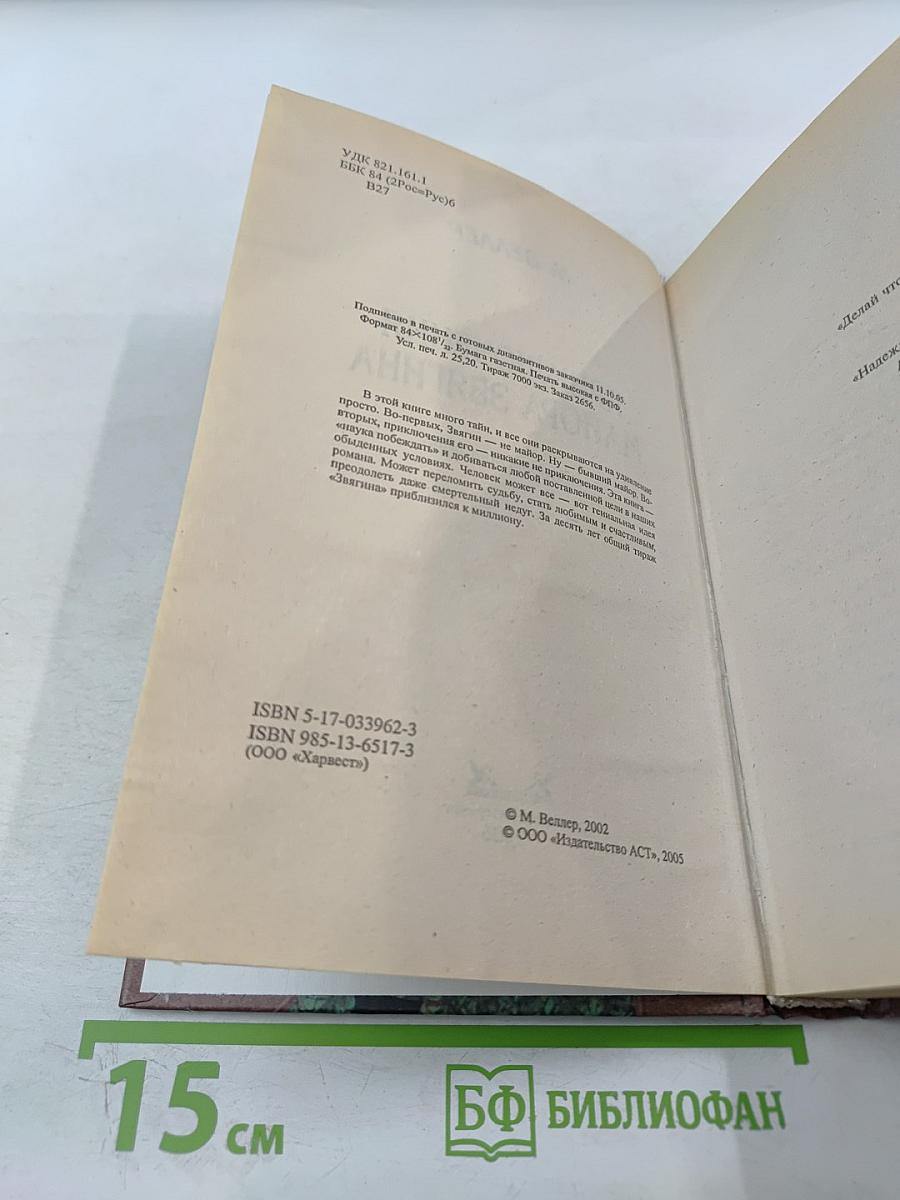 УДК 821.161.1
ББК 84 (2Рос=Рус)6
В27
Подписано в печать с готовых диапозитивов заказчика 11.10.05.
Формат 84×108¹/₃₂. Бумага газетная. Печать высокая с ФПФ.
Усл. печ. л. 25,20. Тираж 7000 экз. Заказ 2656.
В этой книге много тайн, и все они раскрываются на удивление
просто. Во-первых, Звягин — не майор. Ну — бывший майор. Во-
вторых, приключения его — никакие не приключения. Эта книга —
«наука побеждать» и добиваться любой поставленной цели в наших
обыденных условиях. Человек может все — вот гениальная идея
романа. Может переломить судьбу, стать любимым и счастливым,
преодолеть даже смертельный недуг. За десять лет общий тираж
«Звягина» приблизился к миллиону.
ISBN 5-17-033962-3
ISBN 985-13-6517-3
(ООО «Харвест»)
© М. Веллер, 2002
© ООО «Издательство АСТ», 2005
«Делай что
«Надеж
15 см
БФ БИБЛИОФАН